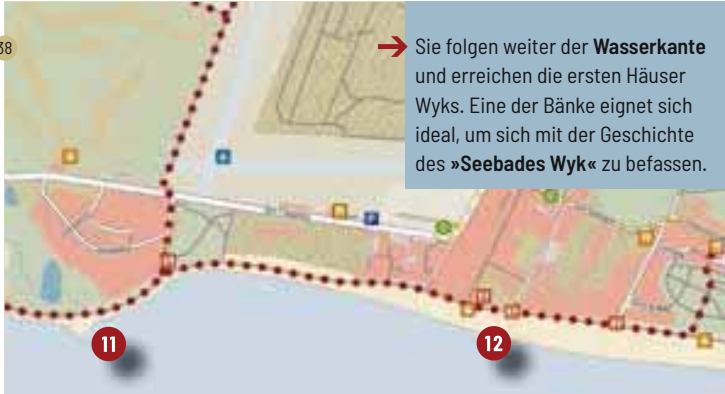 38
Sie folgen weiter der Wasserkante
und erreichen die ersten Häuser
Wyks. Eine der Bänke eignet sich
ideal, um sich mit der Geschichte
des »Seebades Wyk« zu befassen.
P
11
12